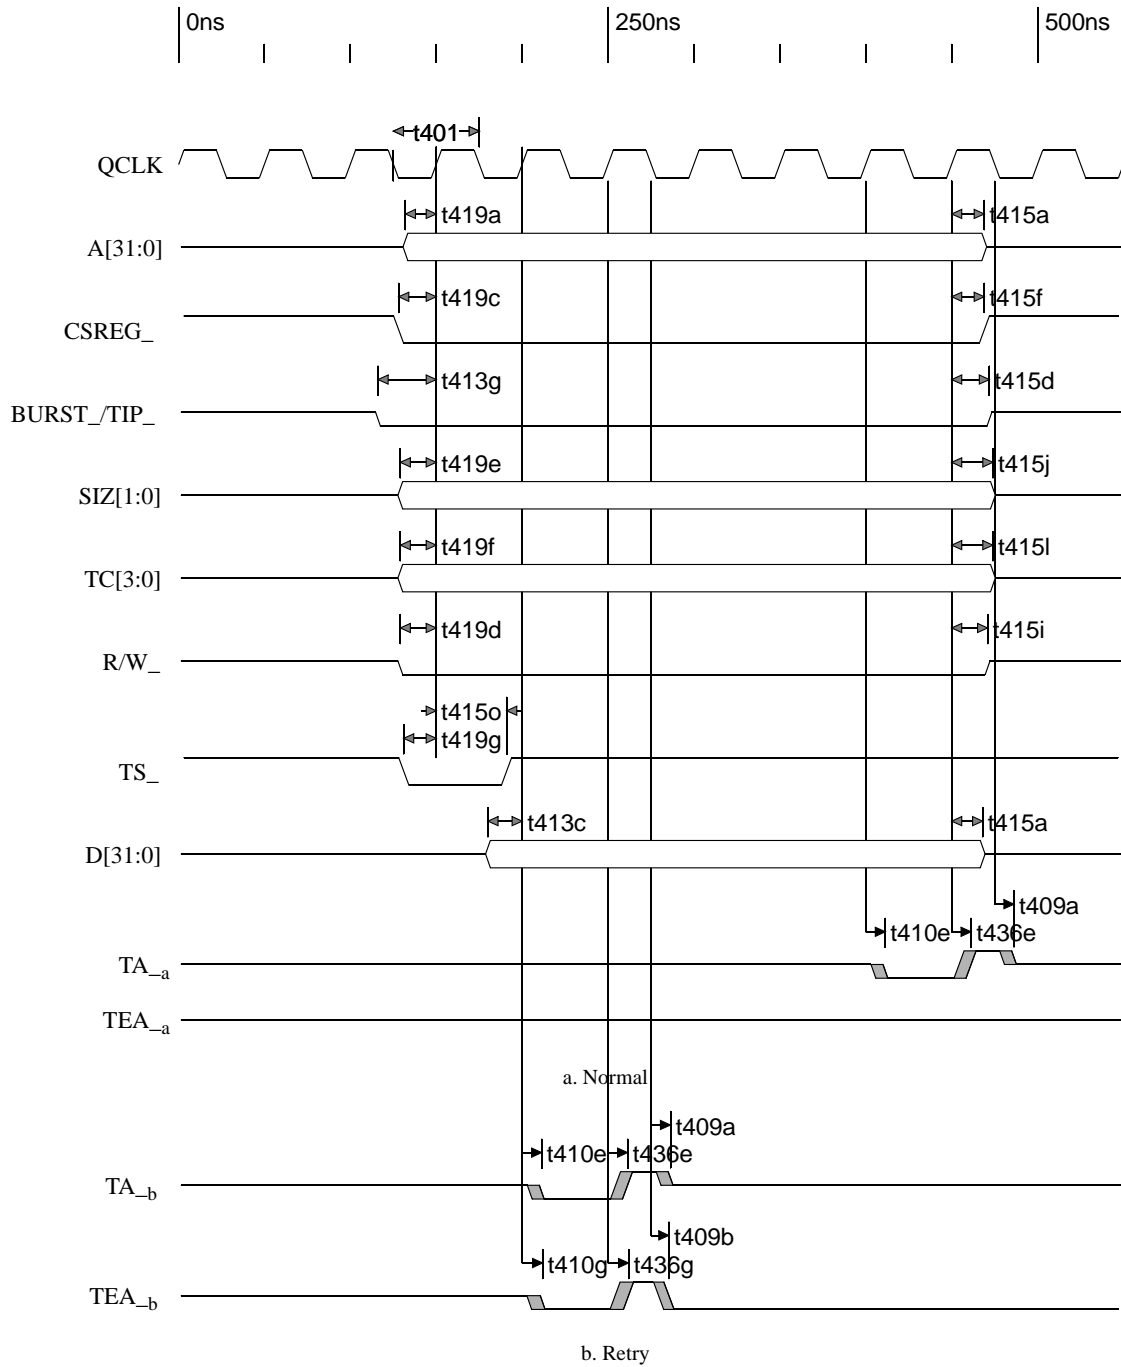 0ns 250ns 500ns
t401
QCLK
t419a t415a
A[31:0]
t419c t415f
CSREG_
t413g t415d
BURST_/TIP_
t419e t415j
SIZ[1:0]
t419f t415l
TC[3:0]
t419d t415i
R/W_
t415o
t419g
TS_
t413c t415a
D[31:0]
t409a
t410e t436e
TA_a
TEA_a
a. Normal
t409a
t410e t436e
TA_b
t409b
t410g t436g
TEA_b
b. Retry